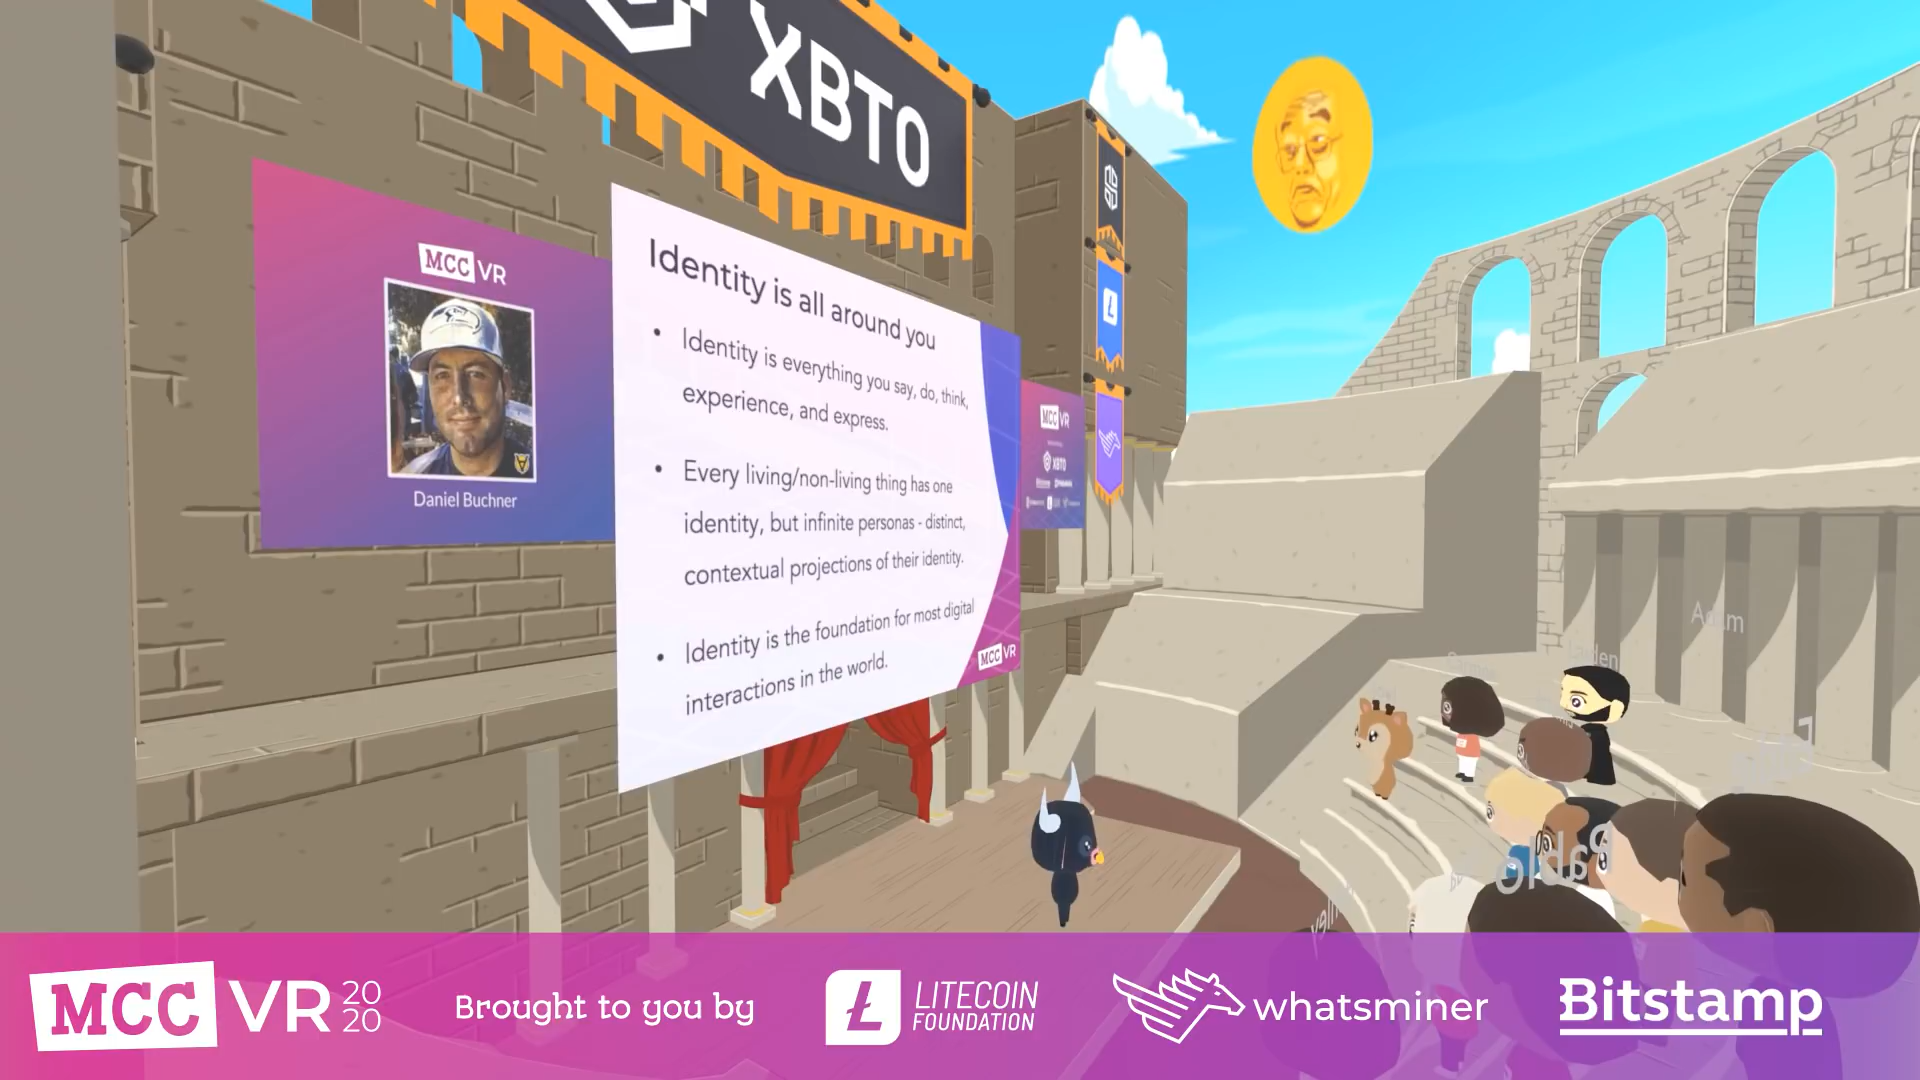 XBTO
MCC VR
Daniel Buchner
Identity is all around you
• Identity is everything you say, do, think,
experience, and express.
• Every living/non-living thing has one
identity, but infinite personas - distinct,
contextual projections of their identity.
• Identity is the foundation for most digital
interactions in the world.
MCC VR
MCC VR
XBTO
Pablo
MCC VR 20
20
Brought to you by
Ł LITECOIN
FOUNDATION
whatsminer
Bitstamp